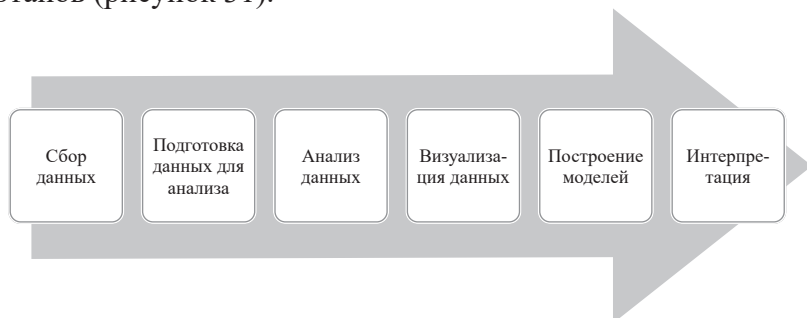 этапов (рисунок 31).
Сбор
данных
Подготовка
данных для
анализа
Анализ
данных
Визуализа-
ция данных
Построение
моделей
Интерпре-
тация